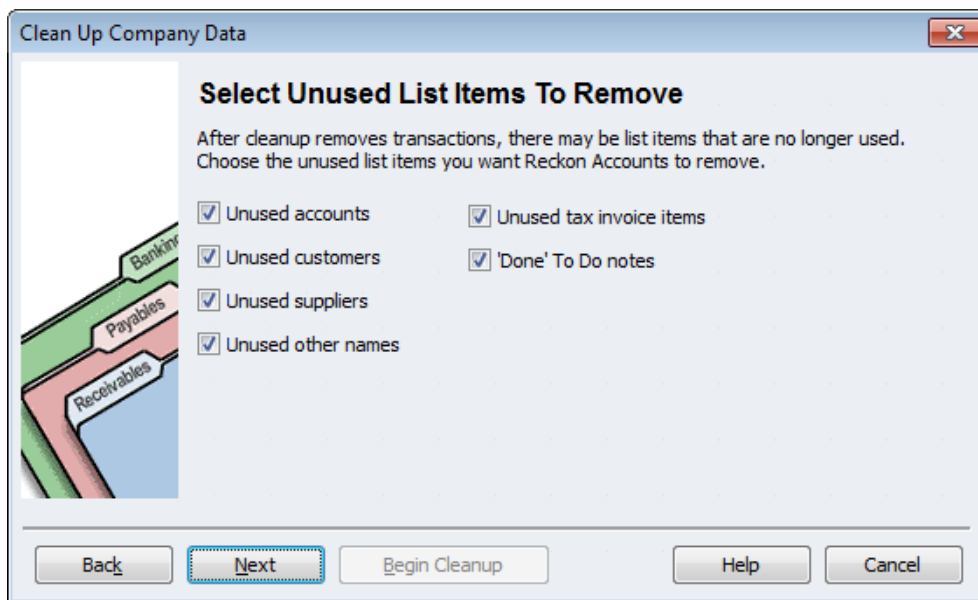 Clean Up Company Data
Select Unused List Items To Remove
After cleanup removes transactions, there may be list items that are no longer used.
Choose the unused list items you want Reckon Accounts to remove.
Unused accounts
Unused customers
Unused suppliers
Unused other names
Unused tax invoice items
'Done' To Do notes
Banking
Payables
Receivables
Back
Next
Begin Cleanup
Help
Cancel